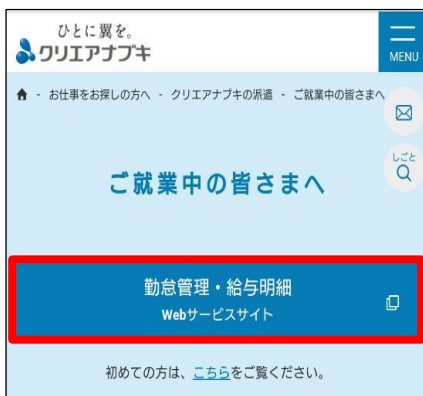 ひとに翼を。
クリエアナブキ
MENU
- お仕事をお探しの方へ - クリエアナブキの派遣 - ご就業中の皆さまへ
しごと
ご就業中の皆さまへ
勤怠管理・給与明細
Webサービスサイト
初めての方は、こちらをご覧ください。